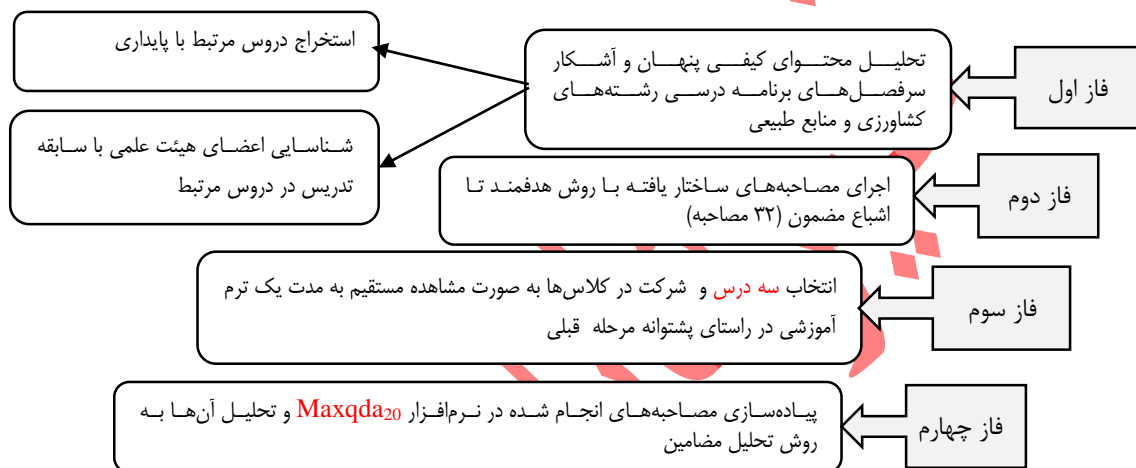 فاز اول
تحلیل محتوای کیفی پنهان و آشکار
سرفصل‌های برنامه درسی رشته‌های
کشاورزی و منابع طبیعی
استخراج دروس مرتبط با پایداری
شناسایی اعضای هیئت علمی با سابقه
تدریس در دروس مرتبط
فاز دوم
اجرای مصاحبه‌های ساختار یافته با روش هدفمند تا
اشباع مضمون (۳۲ مصاحبه)
فاز سوم
انتخاب سه درس و شرکت در کلاس‌ها به صورت مشاهده مستقیم به مدت یک ترم
آموزشی در راستای پشتوانه مرحله قبلی
فاز چهارم
پیاده‌سازی مصاحبه‌های انجام شده در نرم‌افزار Maxqda20 و تحلیل آن‌ها به
روش تحلیل مضامین